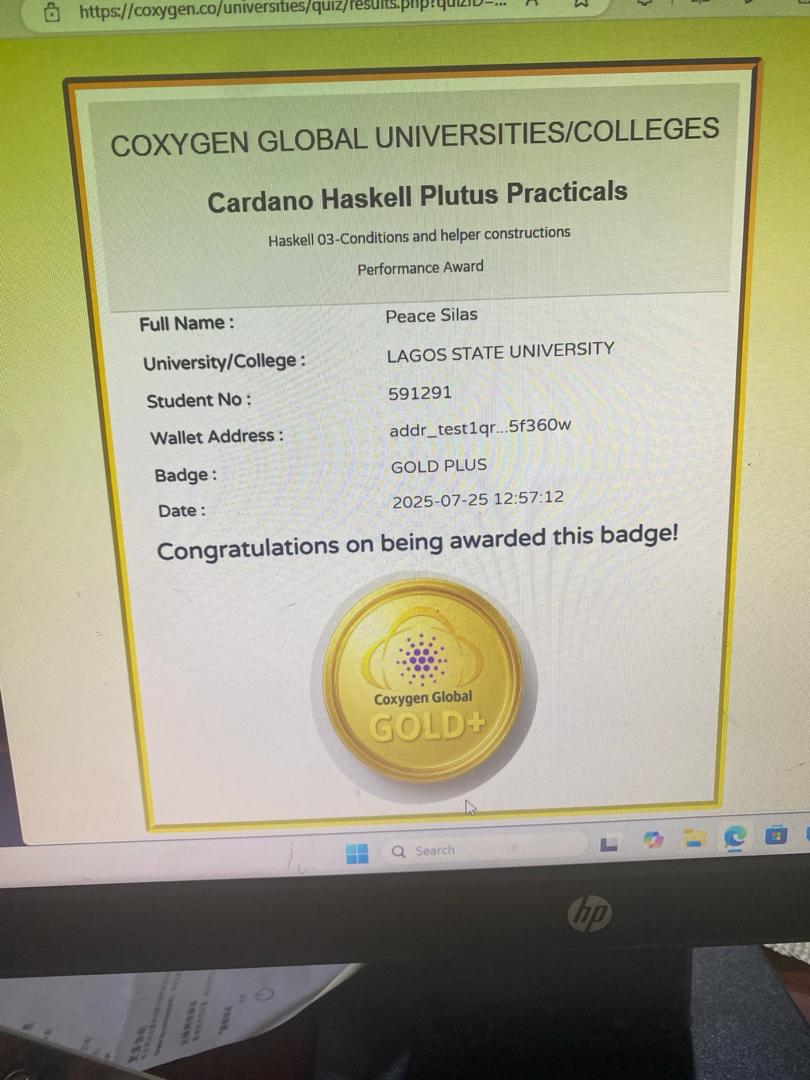 https://coxygen.co/universities/quiz/results.php?quizID=...
COXYGEN GLOBAL UNIVERSITIES/COLLEGES
Cardano Haskell Plutus Practicals
Haskell 03-Conditions and helper constructions
Performance Award
Full Name : Peace Silas
University/College : LAGOS STATE UNIVERSITY
Student No : 591291
Wallet Address : addr_test1qr...5f360w
Badge : GOLD PLUS
Date : 2025-07-25 12:57:12
Congratulations on being awarded this badge!
Coxygen Global
GOLD+
Search
hp